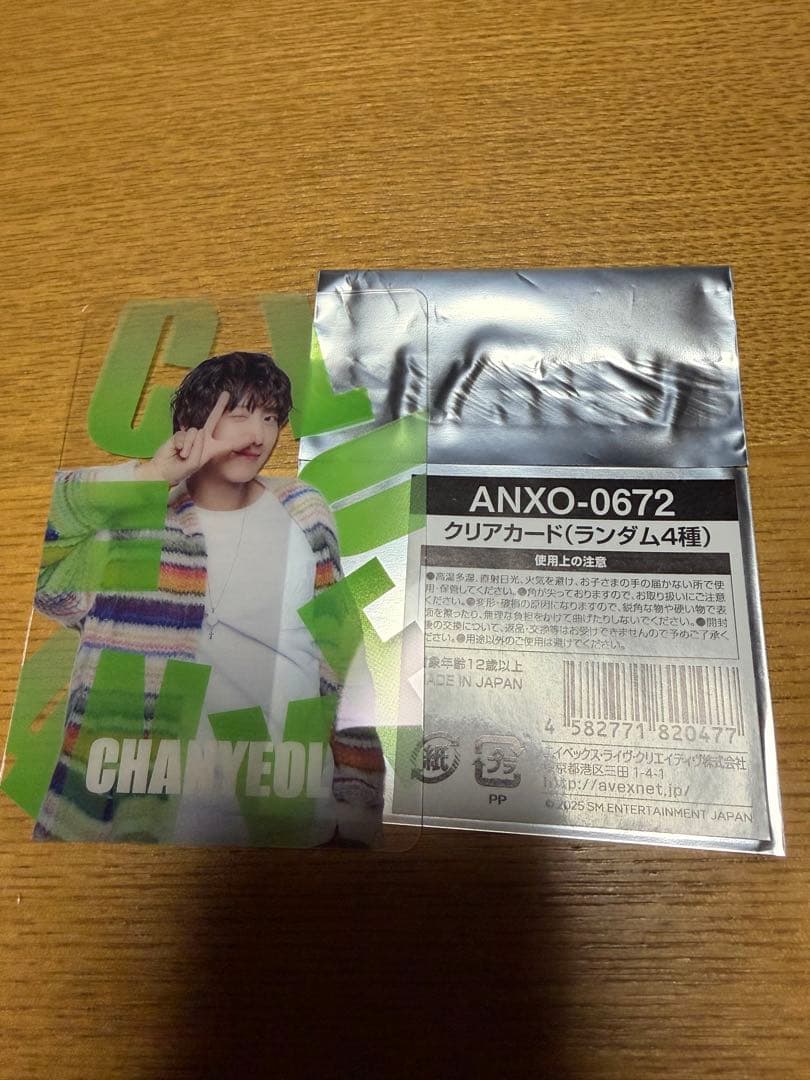 CHANYEOL
ANXO-0672
クリアカード(ランダム4種)
使用上の注意
●高温多湿、直射日光、火気を避け、お子さまの手の届かない所で使
用・保管してください。●角が尖っておりますので、お取り扱いにご注意
ください。●変形・破損の原因になりますので、鋭角な物や硬い物で表
面を擦ったり、無理な負担をかけて曲げたりしないでください。●開封
後の交換について、返品・交換等はお受けできませんので予めご了承く
ださい。●用途以外のご使用は避けてください。
対象年齢12歳以上
MADE IN JAPAN
4 582771 820477
紙
プラ
PP
エイベックス・ライヴ・クリエイティヴ株式会社
東京都港区三田 1-4-1
http://avexnet.jp/
© 2025 SM ENTERTAINMENT JAPAN